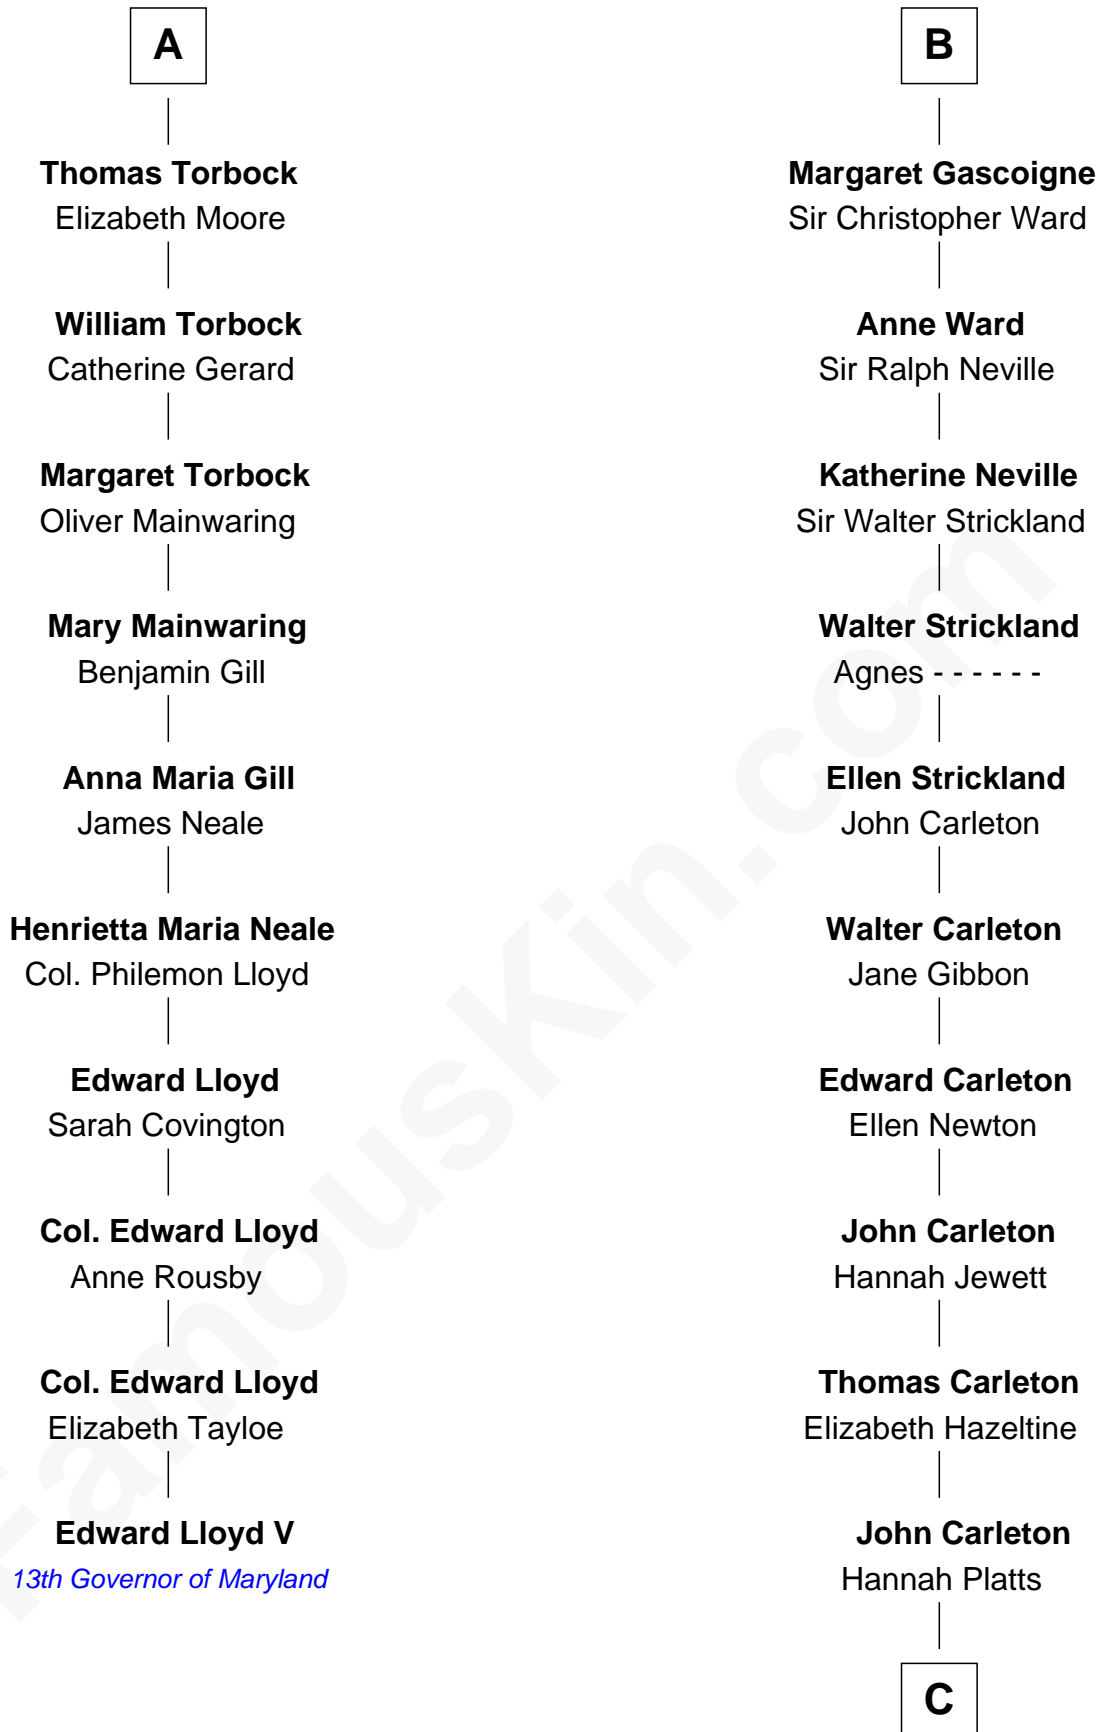 A
Thomas Torbock
Elizabeth Moore
William Torbock
Catherine Gerard
Margaret Torbock
Oliver Mainwaring
Mary Mainwaring
Benjamin Gill
Anna Maria Gill
James Neale
Henrietta Maria Neale
Col. Philemon Lloyd
Edward Lloyd
Sarah Covington
Col. Edward Lloyd
Anne Rousby
Col. Edward Lloyd
Elizabeth Tayloe
Edward Lloyd V
13th Governor of Maryland
B
Margaret Gascoigne
Sir Christopher Ward
Anne Ward
Sir Ralph Neville
Katherine Neville
Sir Walter Strickland
Walter Strickland
Agnes - - - - - -
Ellen Strickland
John Carleton
Walter Carleton
Jane Gibbon
Edward Carleton
Ellen Newton
John Carleton
Hannah Jewett
Thomas Carleton
Elizabeth Hazeltine
John Carleton
Hannah Platts
C
FamousKin.com